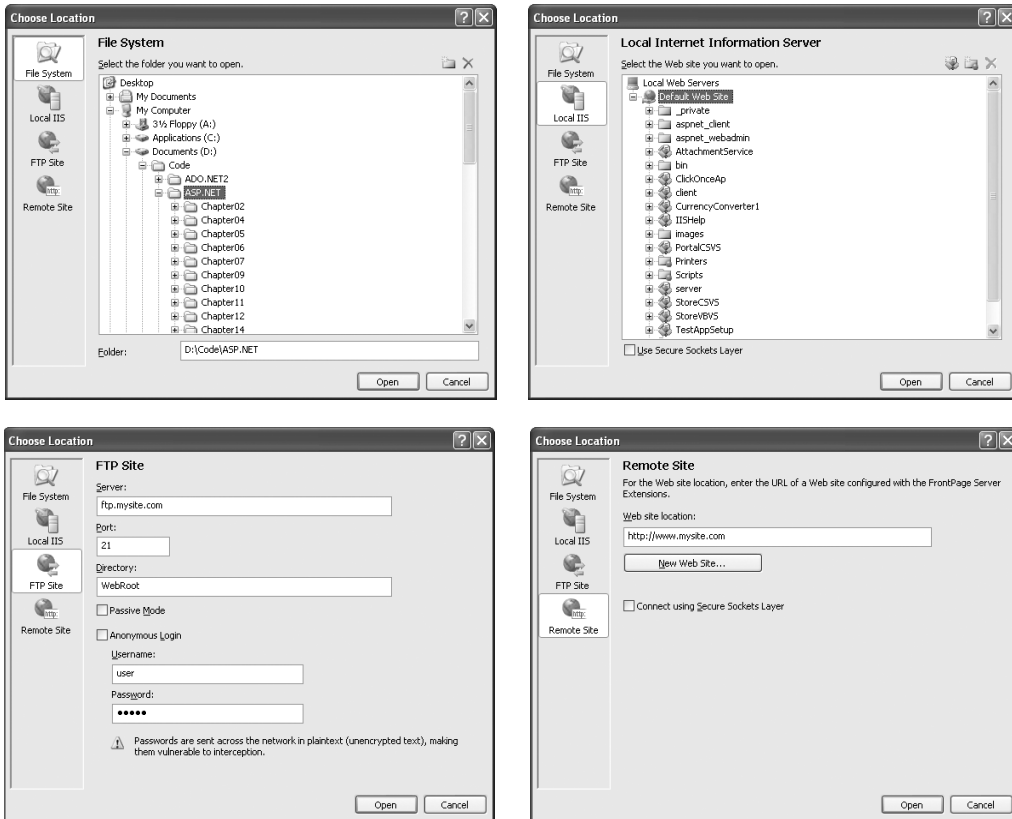 Choose Location
File System
Local IIS
FTP Site
Remote Site
File System
Select the folder you want to open.
Desktop
My Documents
My Computer
3½ Floppy (A:)
Applications (C:)
Documents (D:)
Code
ADO.NET2
ASP.NET
Chapter02
Chapter04
Chapter05
Chapter06
Chapter07
Chapter09
Chapter10
Chapter11
Chapter12
Chapter14
Folder:
D:\Code\ASP.NET
Open
Cancel
Choose Location
File System
Local IIS
FTP Site
http:
Remote Site
Local Internet Information Server
Select the Web site you want to open.
Local Web Servers
Default Web Site
_private
aspnet_client
aspnet_webadmin
AttachmentService
bin
ClickOnceAp
client
CurrencyConverter1
IISHelp
images
PortalCSVS
Printers
Scripts
server
StoreCSVS
StoreVBVS
TestAppSetup
Use Secure Sockets Layer
Open
Cancel
Choose Location
File System
Local IIS
FTP Site
http:
Remote Site
FTP Site
Server:
ftp.mysite.com
Port:
21
Directory:
WebRoot
Passive Mode
Anonymous Login
Username:
user
Password:
•••••
Passwords are sent across the network in plaintext (unencrypted text), making
them vulnerable to interception.
Open
Cancel
Choose Location
File System
Local IIS
FTP Site
http:
Remote Site
Remote Site
For the Web site location, enter the URL of a Web site configured with the FrontPage Server
Extensions.
Web site location:
http://www.mysite.com
New Web Site...
Connect using Secure Sockets Layer
Open
Cancel